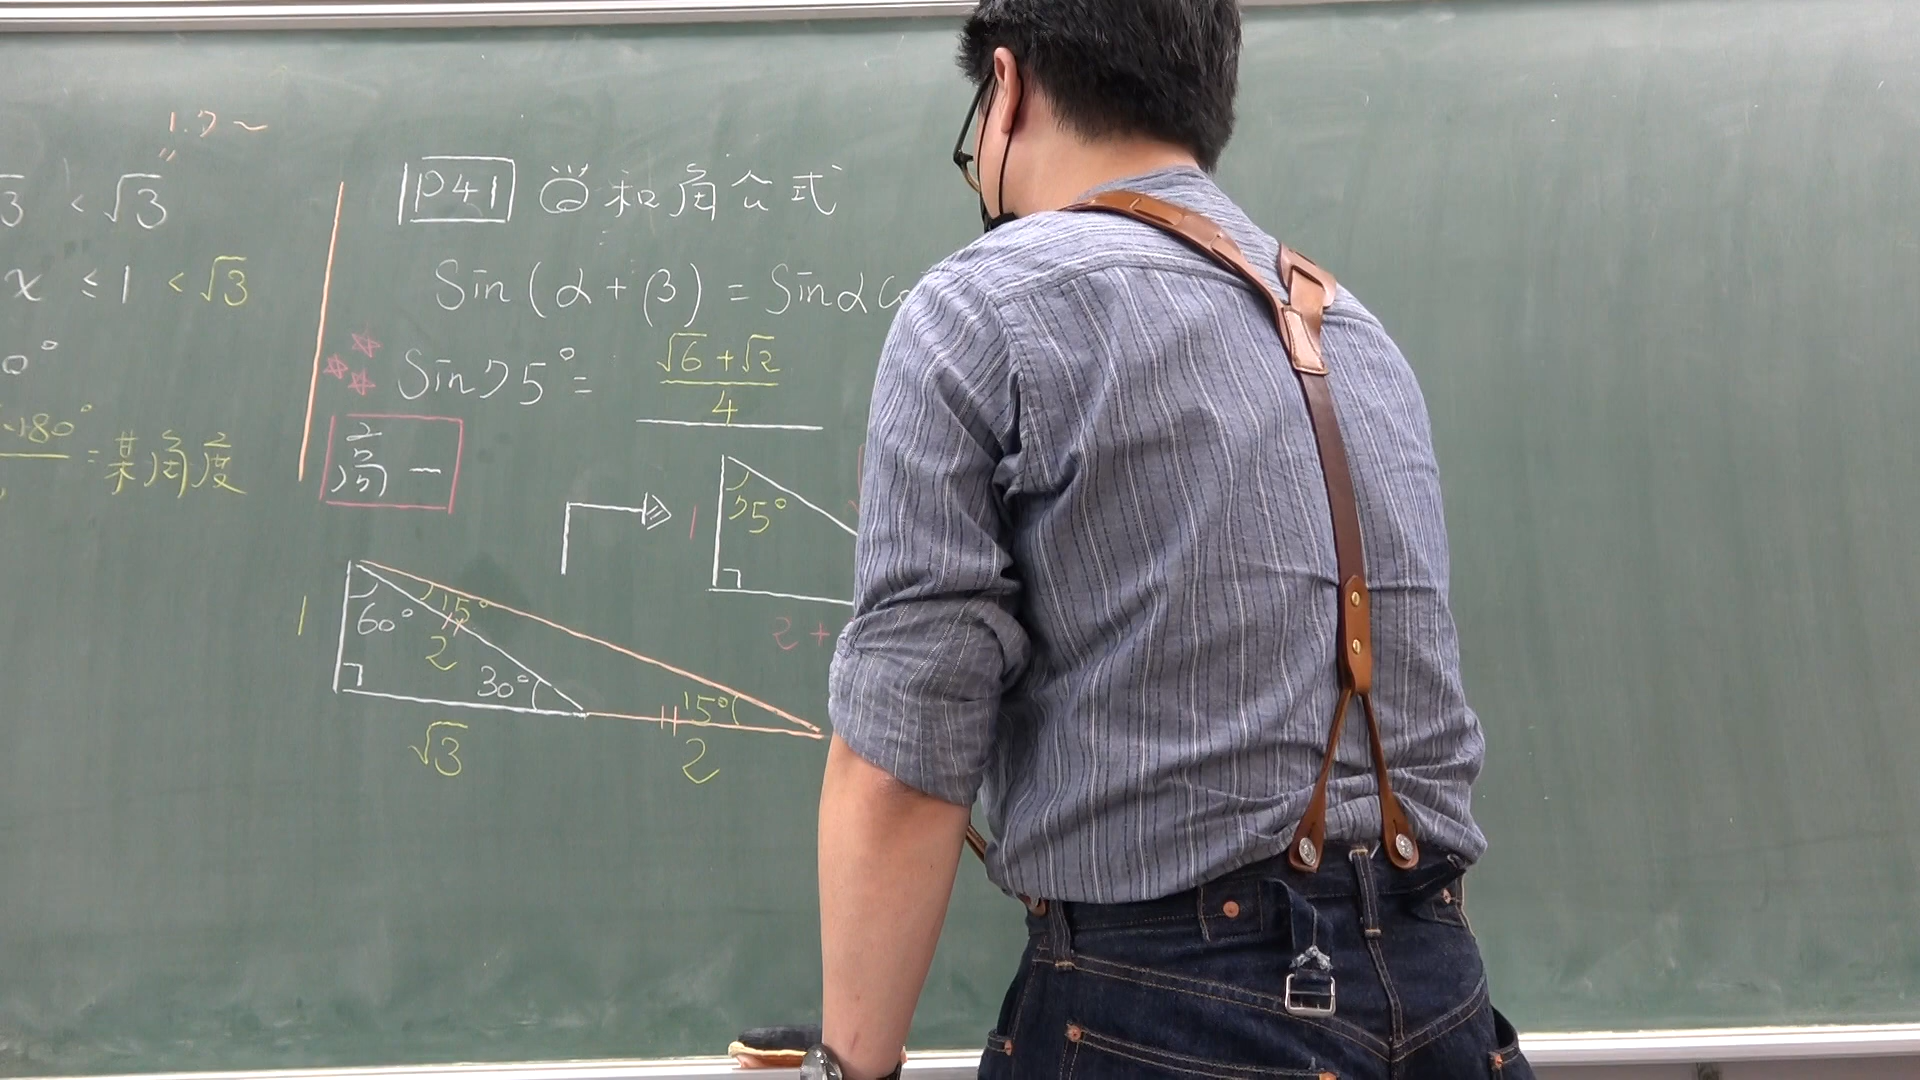 1.7~
"
√3 < √3
x ≤ 1 < √3
0°
×180° = 某角度
P41 和角公式
Sin(α+β) = Sinα
Sin75° = √6+√2
4
高一
75°
1
2+
1
60°
15°
2
30°
15°
√3
2